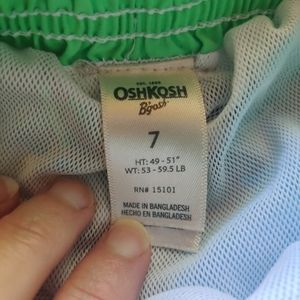 EST. 1895
OSHKOSH
B'gosh
7
HT: 49 - 51"
WT: 53 - 59.5 LB
RN# 15101
MADE IN BANGLADESH
HECHO EN BANGLADESH